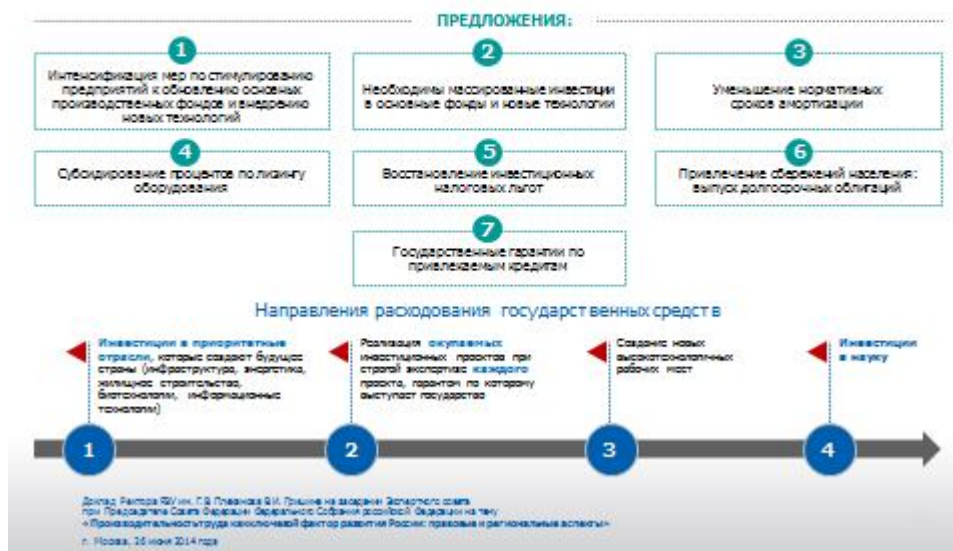 ПРЕДЛОЖЕНИЯ:
1
Интенсификация мер по стимулированию
предприятий к обновлению основных
производственных фондов и внедрению
новых технологий
2
Необходимы массированные инвестиции
в основные фонды и новые технологии
3
Уменьшение нормативных
сроков амортизации
4
Субсидирование процентов по лизингу
оборудования
5
Восстановление инвестиционных
налоговых льгот
6
Привлечение сбережений населения:
выпуск долгосрочных облигаций
7
Государственные гарантии по
привлекаемым кредитам
Направления расходования государственных средств
Инвестиции в приоритетные
отрасли, которые создают будущее
страны (инфраструктура, энергетика,
жилищное строительство,
биотехнологии, информационные
технологии)
1
Реализация окупаемых
инвестиционных проектов при
строгой экспертизе каждого
проекта, гарантом по которому
выступает государство
2
Создание новых
высокотехнологичных
рабочих мест
3
Инвестиции
в науку
4
Доклад Ректора РЭУ им. Г.В. Плеханова В.И. Гришина на заседании Экспертного совета
при Председателе Совета Федерации Федерального Собрания российской Федерации на тему
«Производительность труда как ключевой фактор развития России: правовые и региональные аспекты»
г. Москва, 26 июня 2014 года